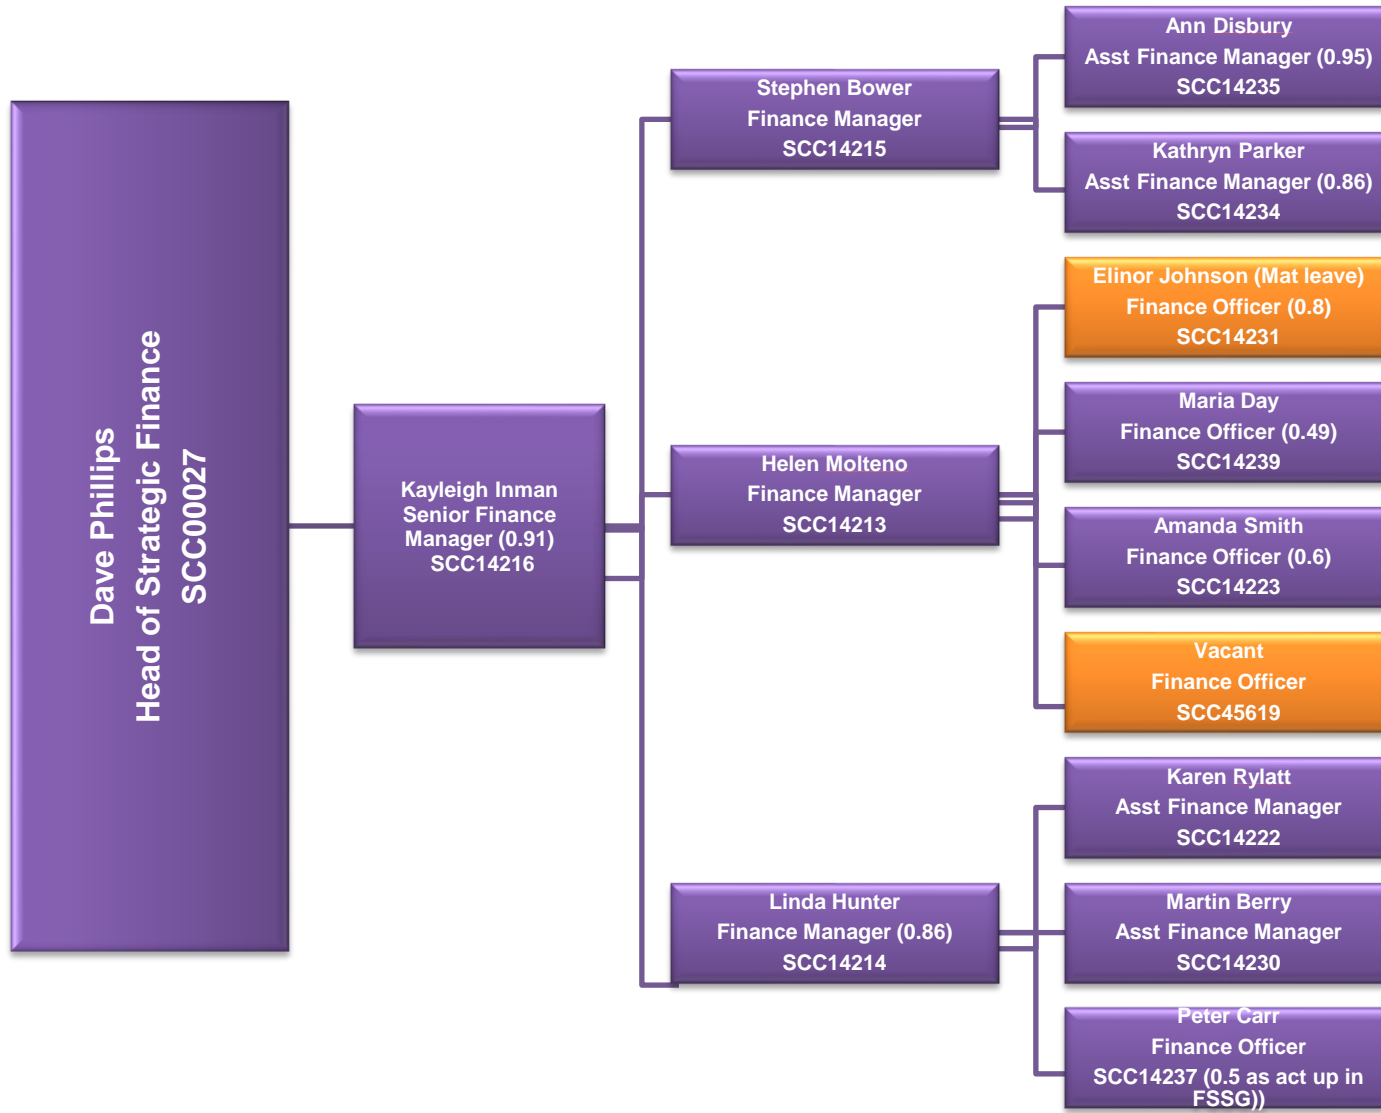 Dave Phillips
Head of Strategic Finance
SCC00027
Kayleigh Inman
Senior Finance
Manager (0.91)
SCC14216
Stephen Bower
Finance Manager
SCC14215
Helen Molteno
Finance Manager
SCC14213
Linda Hunter
Finance Manager (0.86)
SCC14214
Ann Disbury
Asst Finance Manager (0.95)
SCC14235
Kathryn Parker
Asst Finance Manager (0.86)
SCC14234
Elinor Johnson (Mat leave)
Finance Officer (0.8)
SCC14231
Maria Day
Finance Officer (0.49)
SCC14239
Amanda Smith
Finance Officer (0.6)
SCC14223
Vacant
Finance Officer
SCC45619
Karen Rylatt
Asst Finance Manager
SCC14222
Martin Berry
Asst Finance Manager
SCC14230
Peter Carr
Finance Officer
SCC14237 (0.5 as act up in
FSSG))